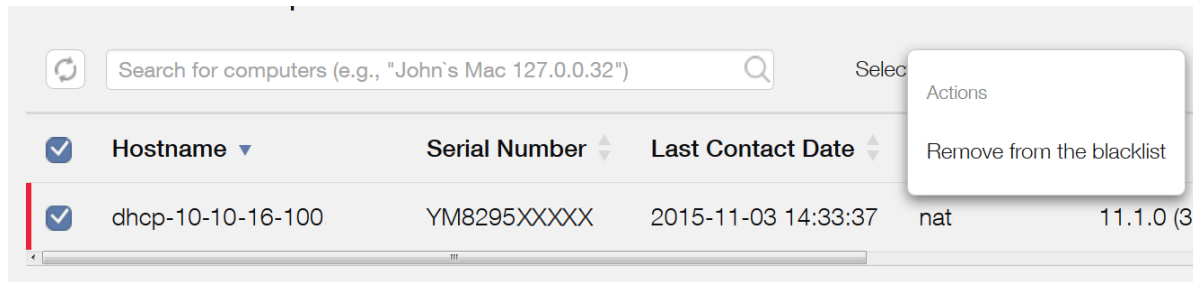 Search for computers (e.g., "John`s Mac 127.0.0.32")
Selec
Actions
Remove from the blacklist
Hostname Serial Number Last Contact Date
dhcp-10-10-16-100 YM8295XXXXX 2015-11-03 14:33:37 nat 11.1.0 (3